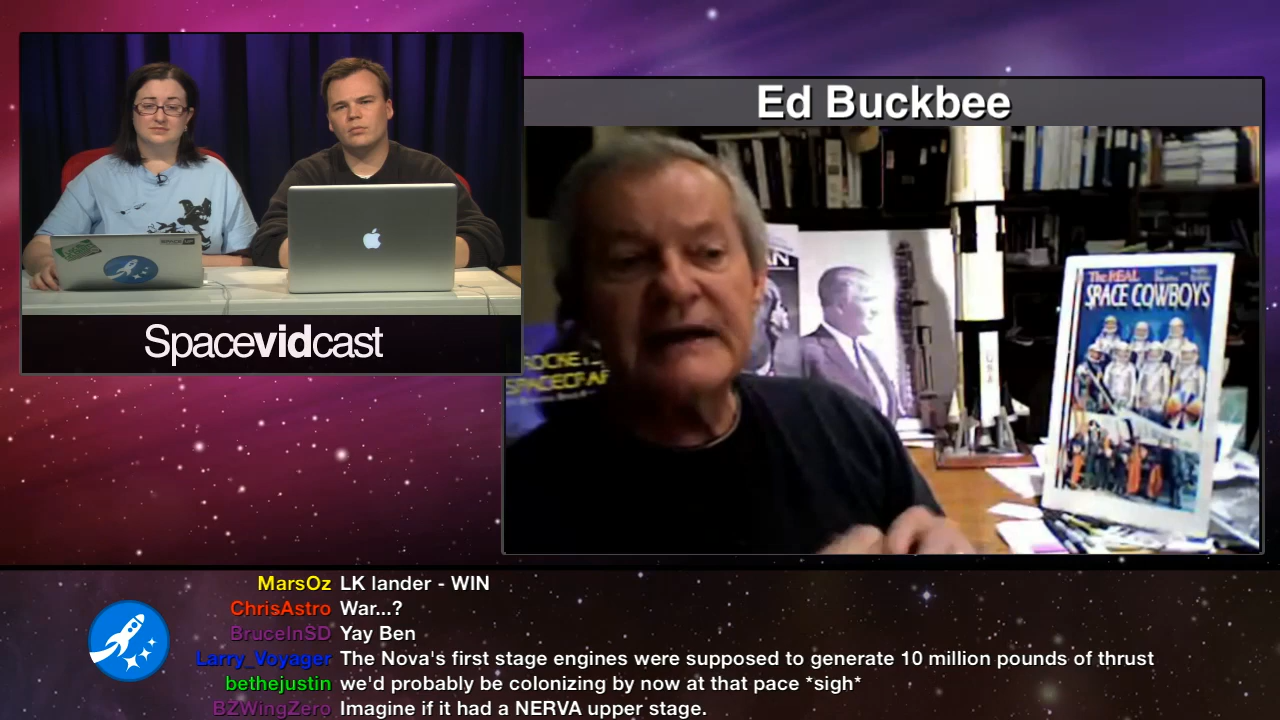 Ed Buckbee
The REAL
SPACE COWBOYS
SPACECRAF
USA
Spacevidcast
MarsOz LK lander - WIN
ChrisAstro War...?
BruceInSD Yay Ben
Larry_Voyager The Nova's first stage engines were supposed to generate 10 million pounds of thrust
bethejustin we'd probably be colonizing by now at that pace *sigh*
BZWingZero Imagine if it had a NERVA upper stage.